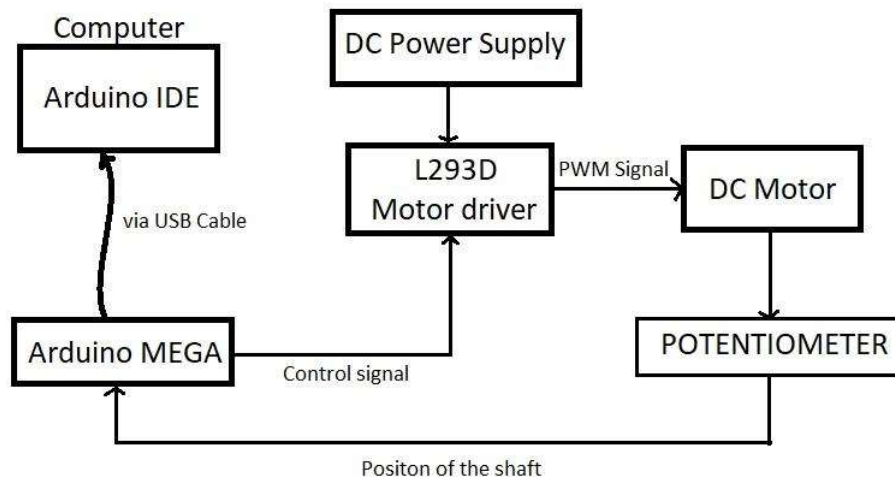 Computer
Arduino IDE
DC Power Supply
L293D
Motor driver
PWM Signal
DC Motor
via USB Cable
Arduino MEGA
Control signal
POTENTIOMETER
Positon of the shaft